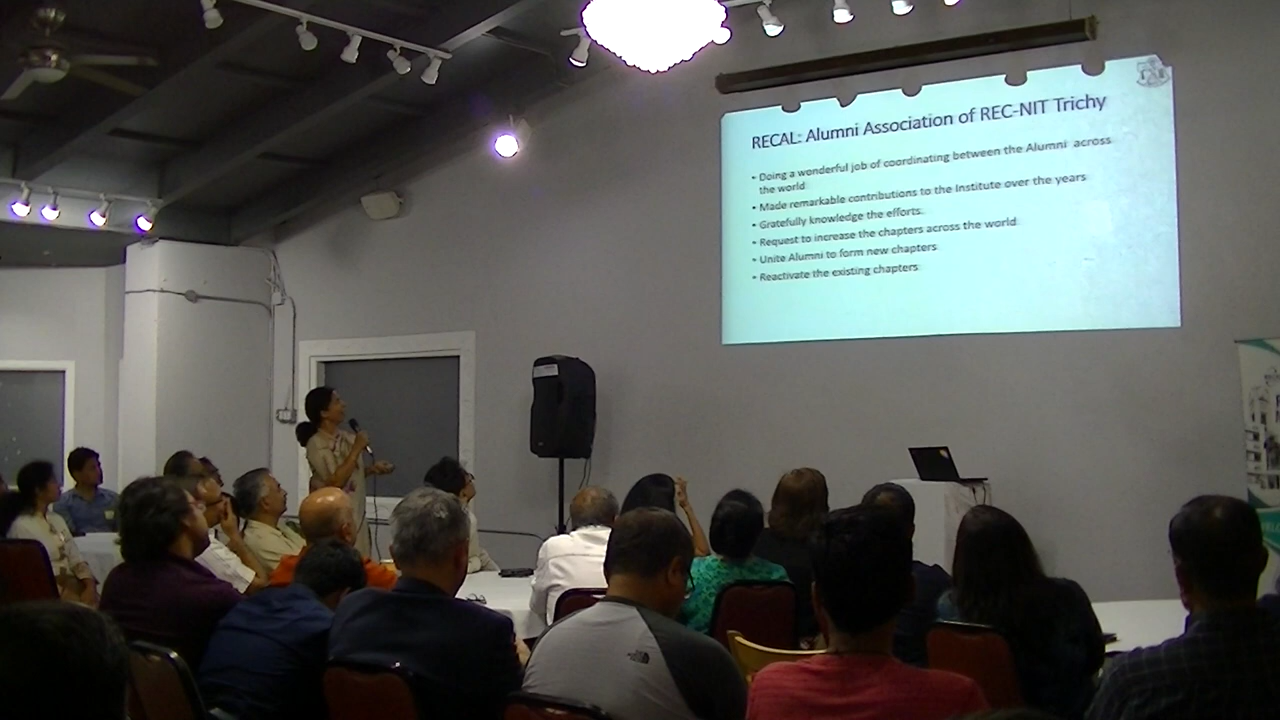 RECAL: Alumni Association of REC-NIT Trichy
• Doing a wonderful job of coordinating between the Alumni across
the world
• Made remarkable contributions to the Institute over the years
• Gratefully knowledge the efforts.
• Request to increase the chapters across the world
• Unite Alumni to form new chapters
• Reactivate the existing chapters